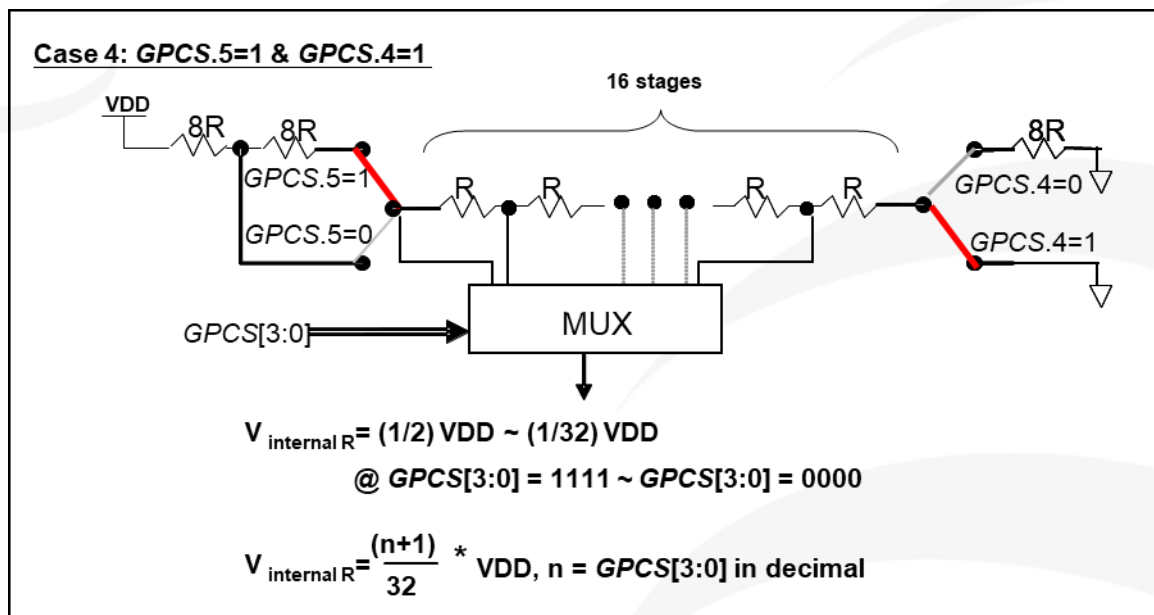 Case 4: GPCS.5=1 & GPCS.4=1
16 stages
VDD
8R
8R
8R
GPCS.5=1
R
R
R
R
GPCS.4=0
GPCS.5=0
GPCS.4=1
GPCS[3:0]
MUX
V internal R= (1/2) VDD ~ (1/32) VDD
@ GPCS[3:0] = 1111 ~ GPCS[3:0] = 0000
V internal R= (n+1)/32 * VDD, n = GPCS[3:0] in decimal